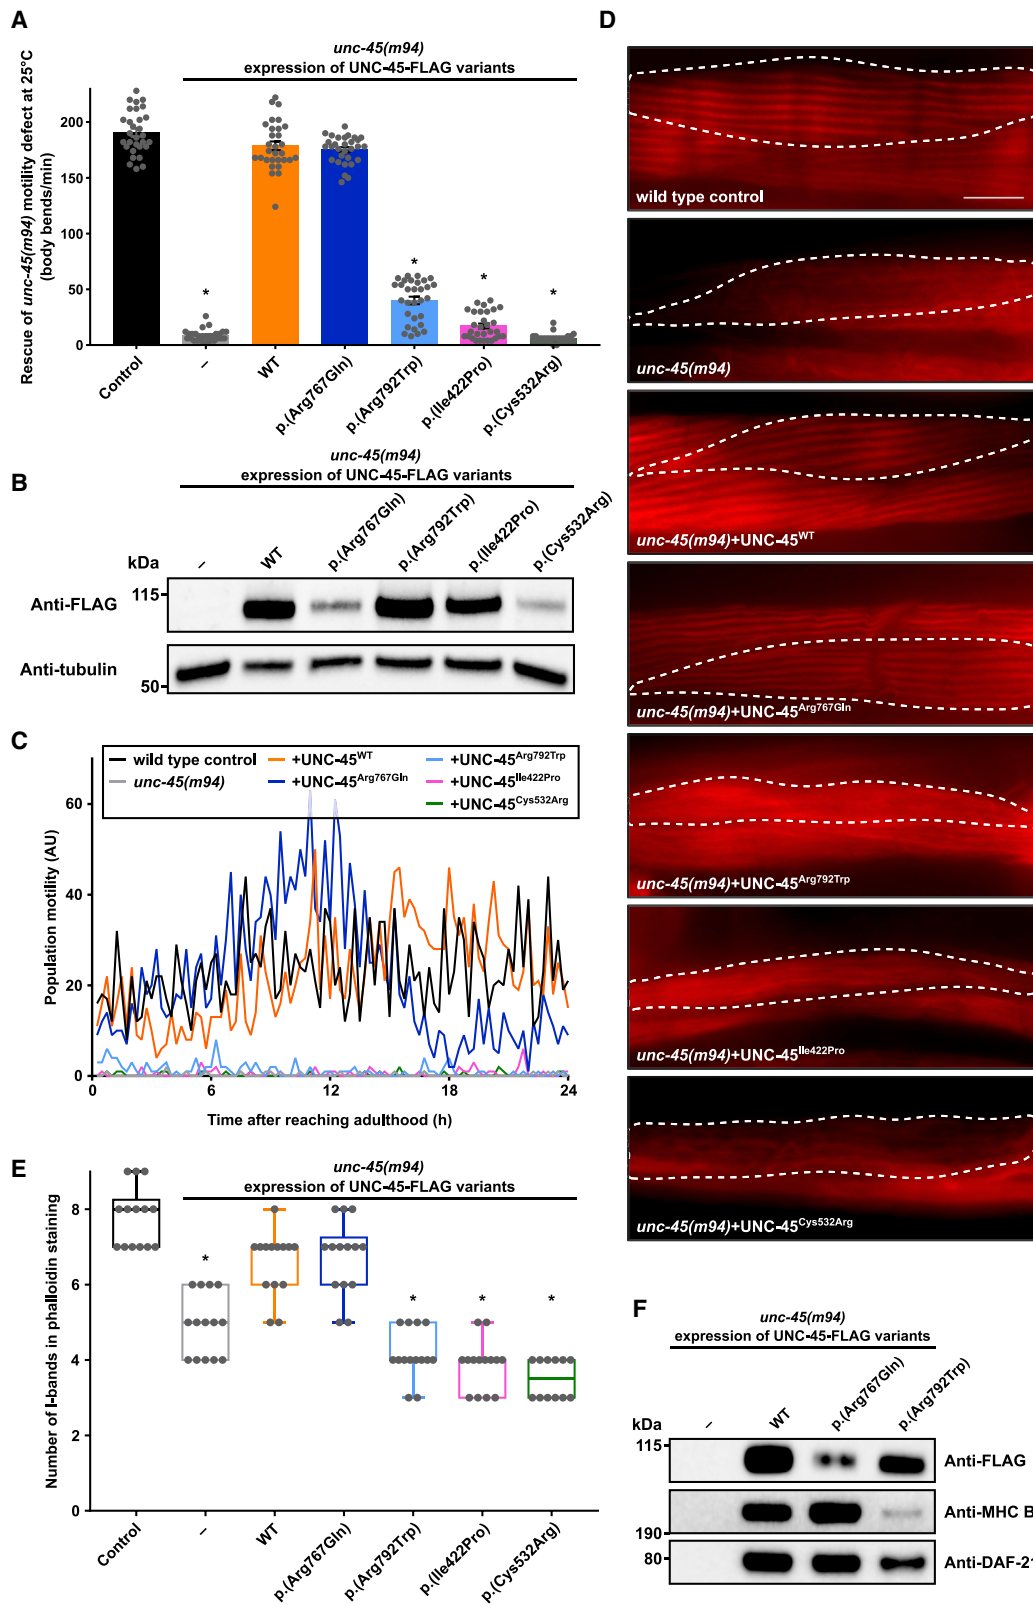 A
unc-45(m94)
expression of UNC-45-FLAG variants
Rescue of unc-45(m94) motility defect at 25°C
(body bends/min)
200
150
100
50
0
*
*
*
*
Control
–
WT
p.(Arg767Gln)
p.(Arg792Trp)
p.(Ile422Pro)
p.(Cys532Arg)
B
unc-45(m94)
expression of UNC-45-FLAG variants
kDa
–
WT
p.(Arg767Gln)
p.(Arg792Trp)
p.(Ile422Pro)
p.(Cys532Arg)
Anti-FLAG
115
Anti-tubulin
50
C
wild type control
unc-45(m94)
+UNC-45WT
+UNC-45Arg767Gln
+UNC-45Arg792Trp
+UNC-45Ile422Pro
+UNC-45Cys532Arg
Population motility (AU)
60
40
20
0
0
6
12
18
24
Time after reaching adulthood (h)
D
wild type control
unc-45(m94)
unc-45(m94)+UNC-45WT
unc-45(m94)+UNC-45Arg767Gln
unc-45(m94)+UNC-45Arg792Trp
unc-45(m94)+UNC-45Ile422Pro
unc-45(m94)+UNC-45Cys532Arg
E
unc-45(m94)
expression of UNC-45-FLAG variants
Number of I-bands in phalloidin staining
8
6
4
2
0
*
*
*
*
Control
–
WT
p.(Arg767Gln)
p.(Arg792Trp)
p.(Ile422Pro)
p.(Cys532Arg)
F
unc-45(m94)
expression of UNC-45-FLAG variants
kDa
–
WT
p.(Arg767Gln)
p.(Arg792Trp)
115
Anti-FLAG
Anti-MHC B
190
80
Anti-DAF-21